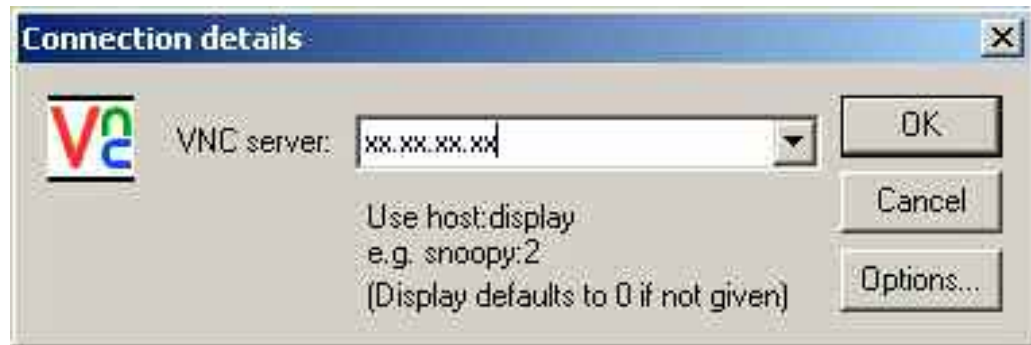 Connection details
VNC
VNC server:
xx.xx.xx.xx
OK
Use host:display
e.g. snoopy:2
(Display defaults to 0 if not given)
Cancel
Options...